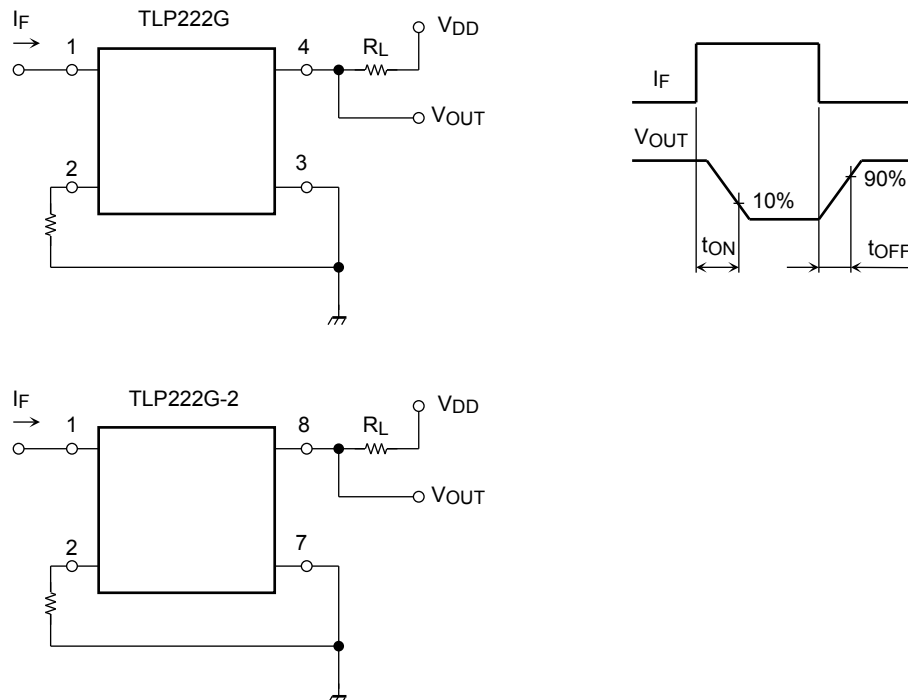 IF
TLP222G
1
4
RL
VDD
VOUT
2
3
IF
VOUT
10%
90%
tON
tOFF
IF
TLP222G-2
1
8
RL
VDD
VOUT
2
7